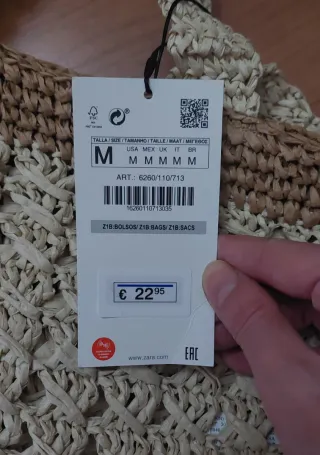 TALLA / SIZE / TAMANHO / TAILLE / MAAT / ΜΕΓΕΘΟΣ
M
USA MEX UK IT BR
M M M M M
ART.: 6260/110/713
16260110713035
Z1B:BOLSOS/ Z1B:BAGS/ Z1B:SACS
€ 22 95
www.zara.com
EAC